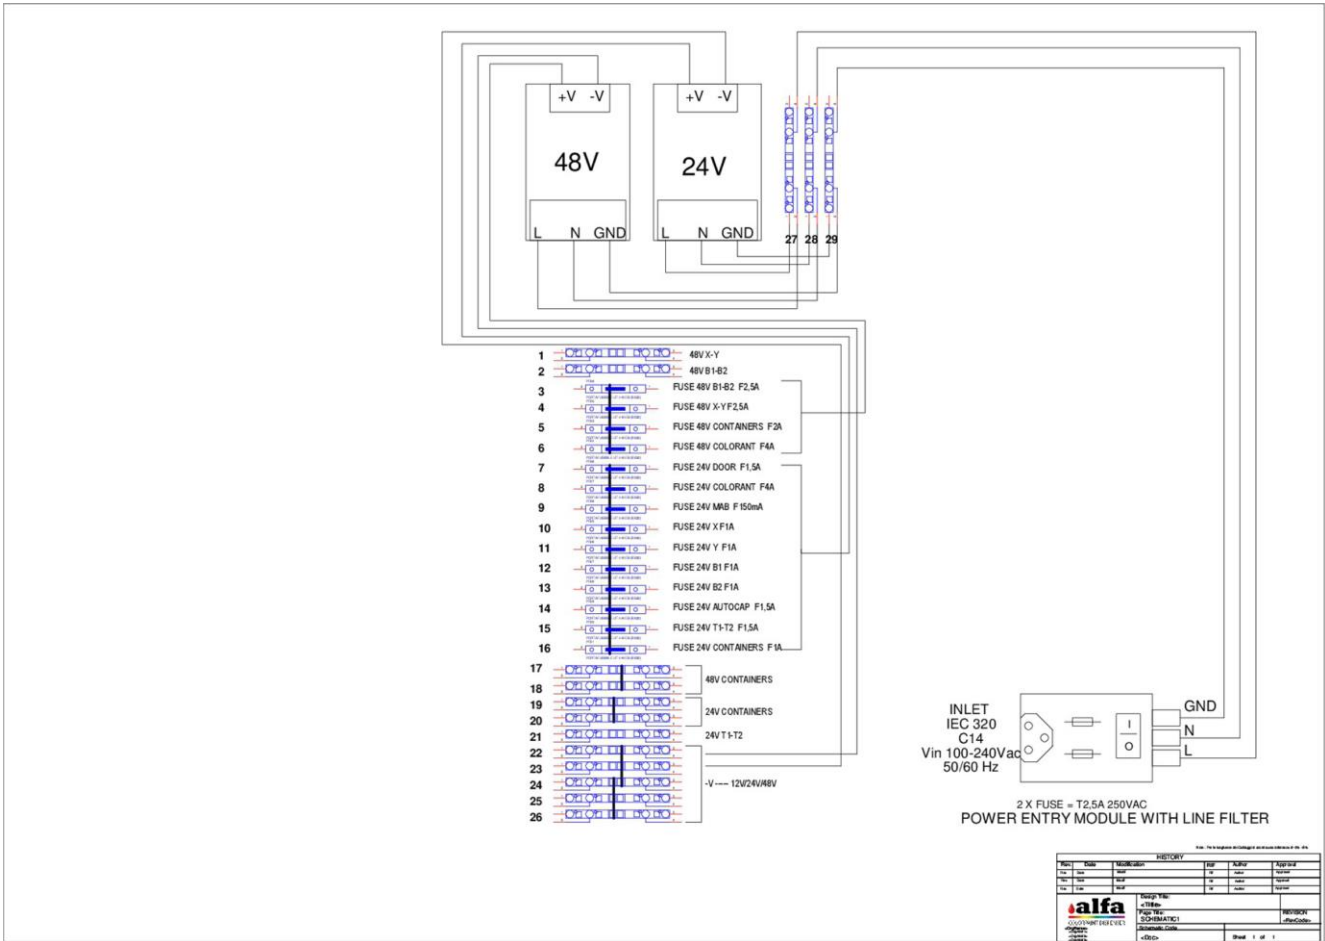 +V -V
+V -V
48V
24V
L N GND
L N GND
27 28 29
1 48V X-Y
2 48V B1-B2
3 FUSE 48V B1-B2 F2,5A
4 FUSE 48V X-Y F2,5A
5 FUSE 48V CONTAINERS F2A
6 FUSE 48V COLORANT F4A
7 FUSE 24V DOOR F1,5A
8 FUSE 24V COLORANT F4A
9 FUSE 24V MAB F150mA
10 FUSE 24V X F1A
11 FUSE 24V Y F1A
12 FUSE 24V B1 F1A
13 FUSE 24V B2 F1A
14 FUSE 24V AUTOCAP F1,5A
15 FUSE 24V T1-T2 F1,5A
16 FUSE 24V CONTAINERS F1A
17
48V CONTAINERS
18
19
24V CONTAINERS
20
21 24V T1-T2
22
23
24 -V ---- 12V/24V/48V
25
26
INLET
IEC 320
C14
Vin 100-240Vac
50/60 Hz
GND
N
L
I
O
2 X FUSE = T2,5A 250VAC
POWER ENTRY MODULE WITH LINE FILTER
HISTORY
Rev. Date Modification Author Approval
alfa
Design Title:
<Title>
Page Title:
SCHEMATIC1
REVISION
<RevCode>
Schematic Code
<Doc>
Sheet 1 of 1